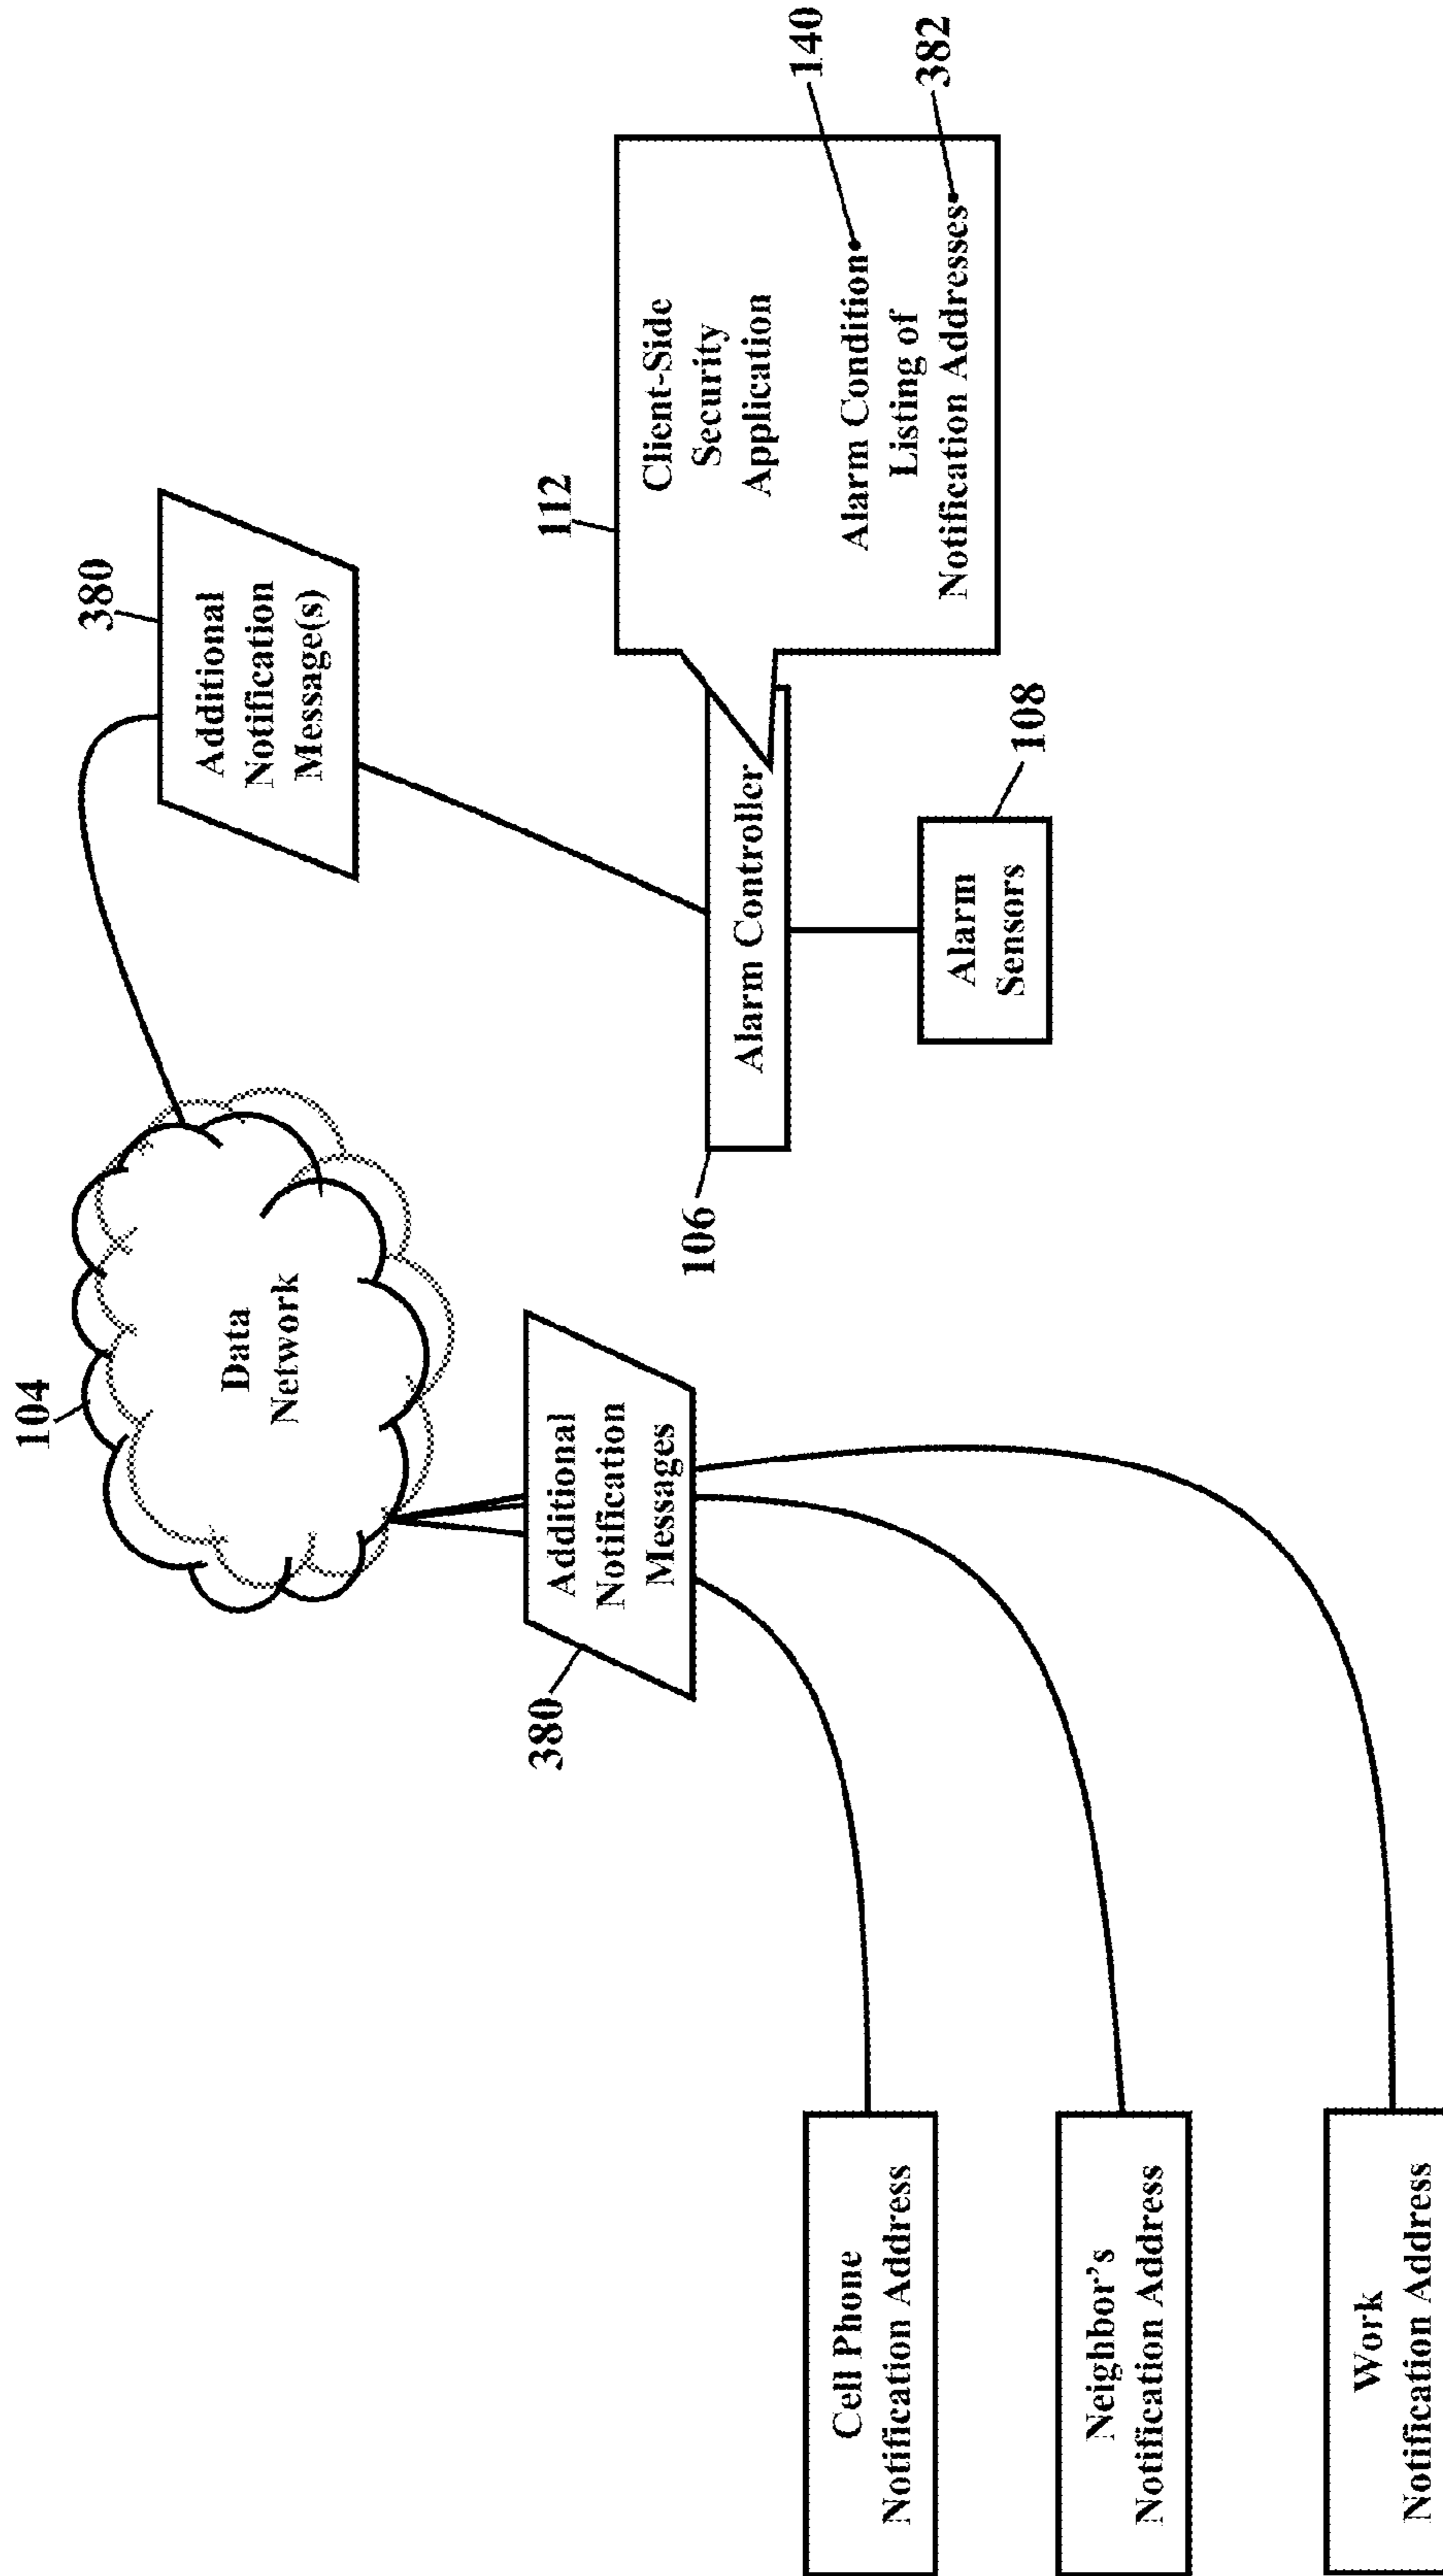 104
Data
Network
380
Additional
Notification
Message(s)
380
Additional
Notification
Messages
112
Client-Side
Security
Application
Alarm Condition
140
Listing of
Notification Addresses
382
106
Alarm Controller
Alarm
Sensors
108
Cell Phone
Notification Address
Neighbor's
Notification Address
Work
Notification Address